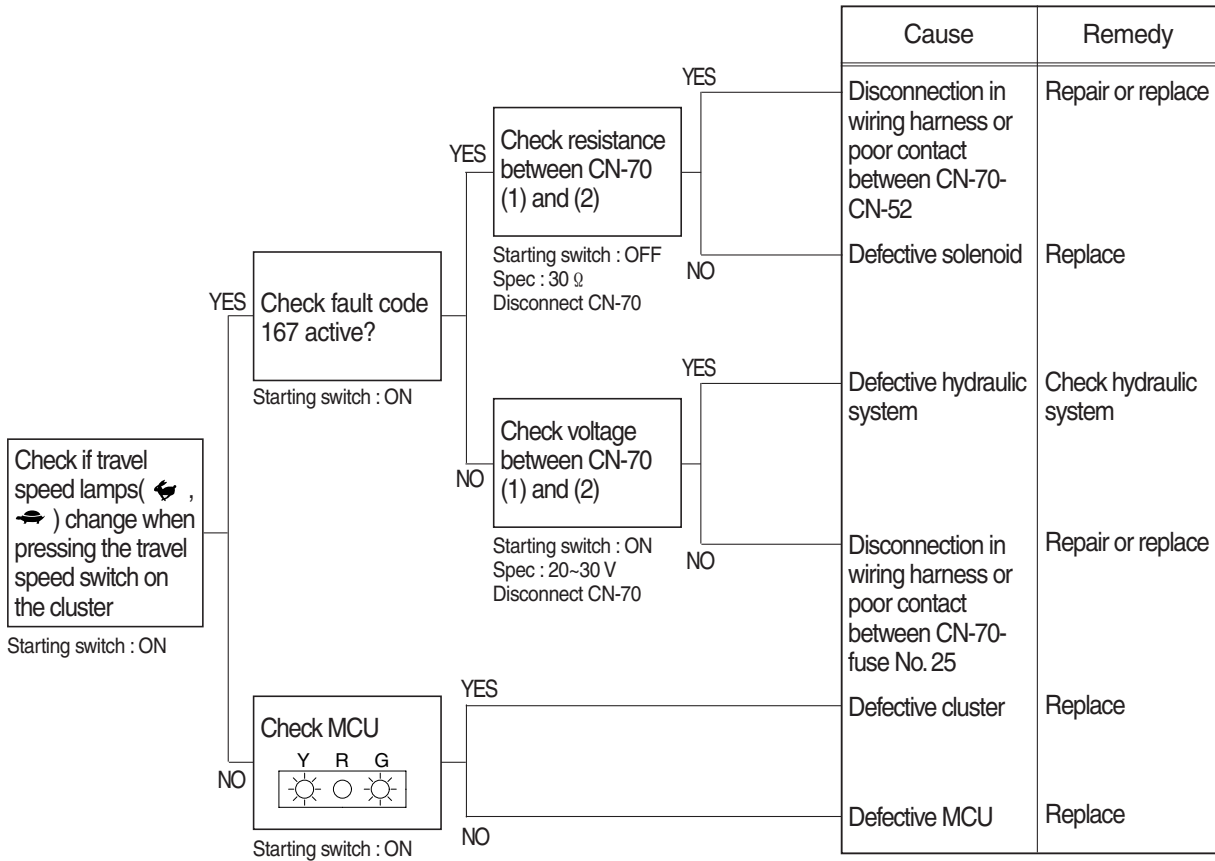 Cause
Remedy
YES
Disconnection in
wiring harness or
poor contact
between CN-70-
CN-52
Repair or replace
YES
Check resistance
between CN-70
(1) and (2)
Starting switch : OFF
Spec : 30 Ω
Disconnect CN-70
NO
Defective solenoid
Replace
YES
Check fault code
167 active?
Starting switch : ON
YES
Defective hydraulic
system
Check hydraulic
system
NO
Check voltage
between CN-70
(1) and (2)
Starting switch : ON
Spec : 20~30 V
Disconnect CN-70
NO
Disconnection in
wiring harness or
poor contact
between CN-70-
fuse No. 25
Repair or replace
Check if travel
speed lamps( ,
) change when
pressing the travel
speed switch on
the cluster
Starting switch : ON
NO
Check MCU
Y R G
Starting switch : ON
YES
Defective cluster
Replace
NO
Defective MCU
Replace